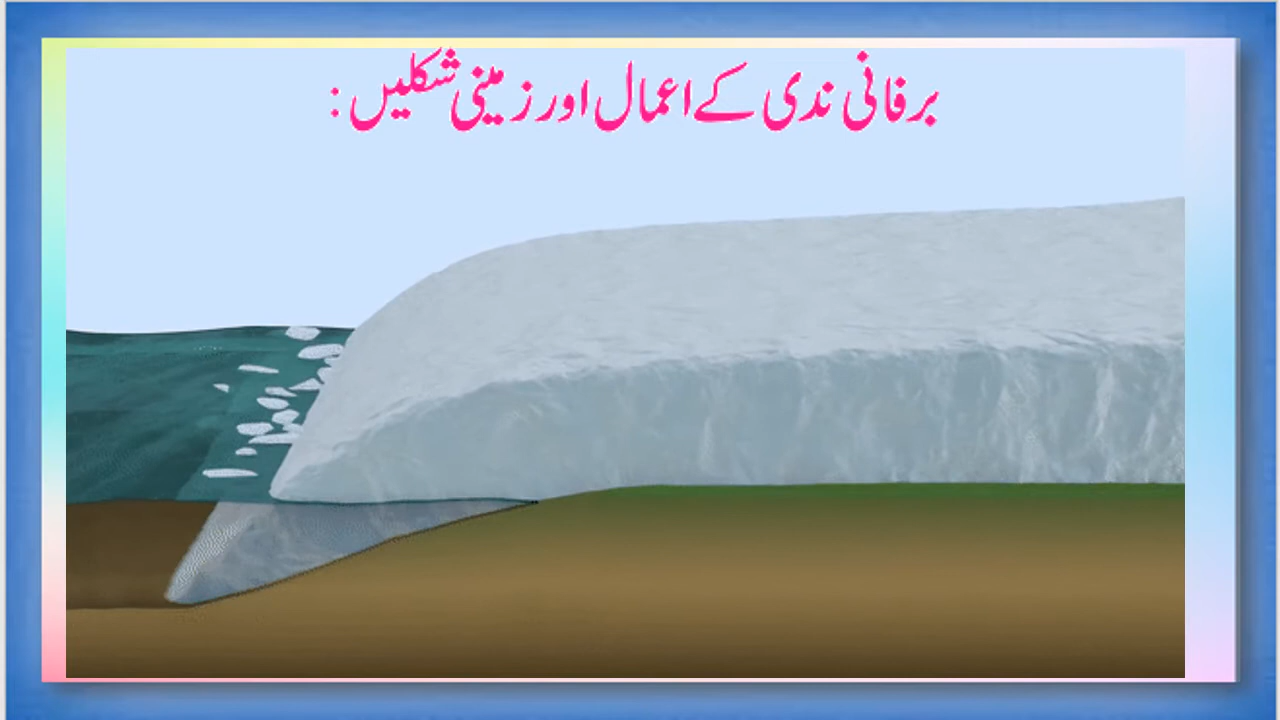 برفانی ندی کے اعمال اور زمینی شکلیں :